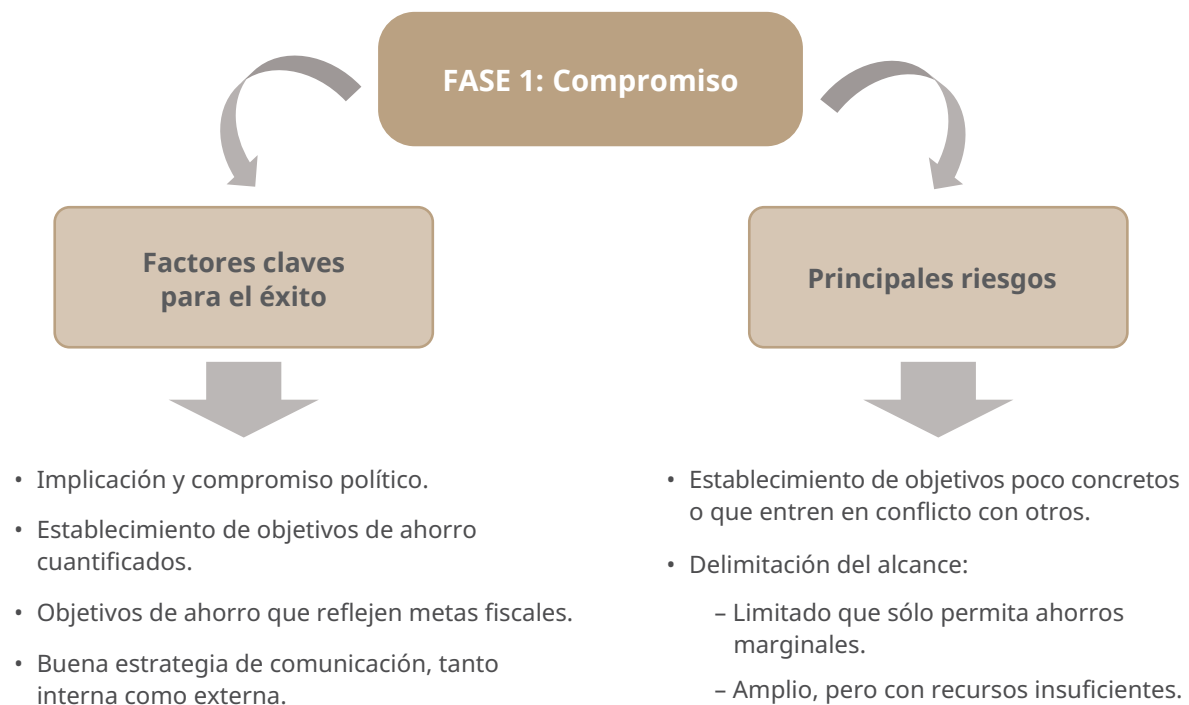 FASE 1: Compromiso
Factores claves
para el éxito
• Implicación y compromiso político.
• Establecimiento de objetivos de ahorro
cuantificados.
• Objetivos de ahorro que reflejen metas fiscales.
• Buena estrategia de comunicación, tanto
interna como externa.
Principales riesgos
• Establecimiento de objetivos poco concretos
o que entren en conflicto con otros.
• Delimitación del alcance:
– Limitado que sólo permita ahorros
marginales.
– Amplio, pero con recursos insuficientes.